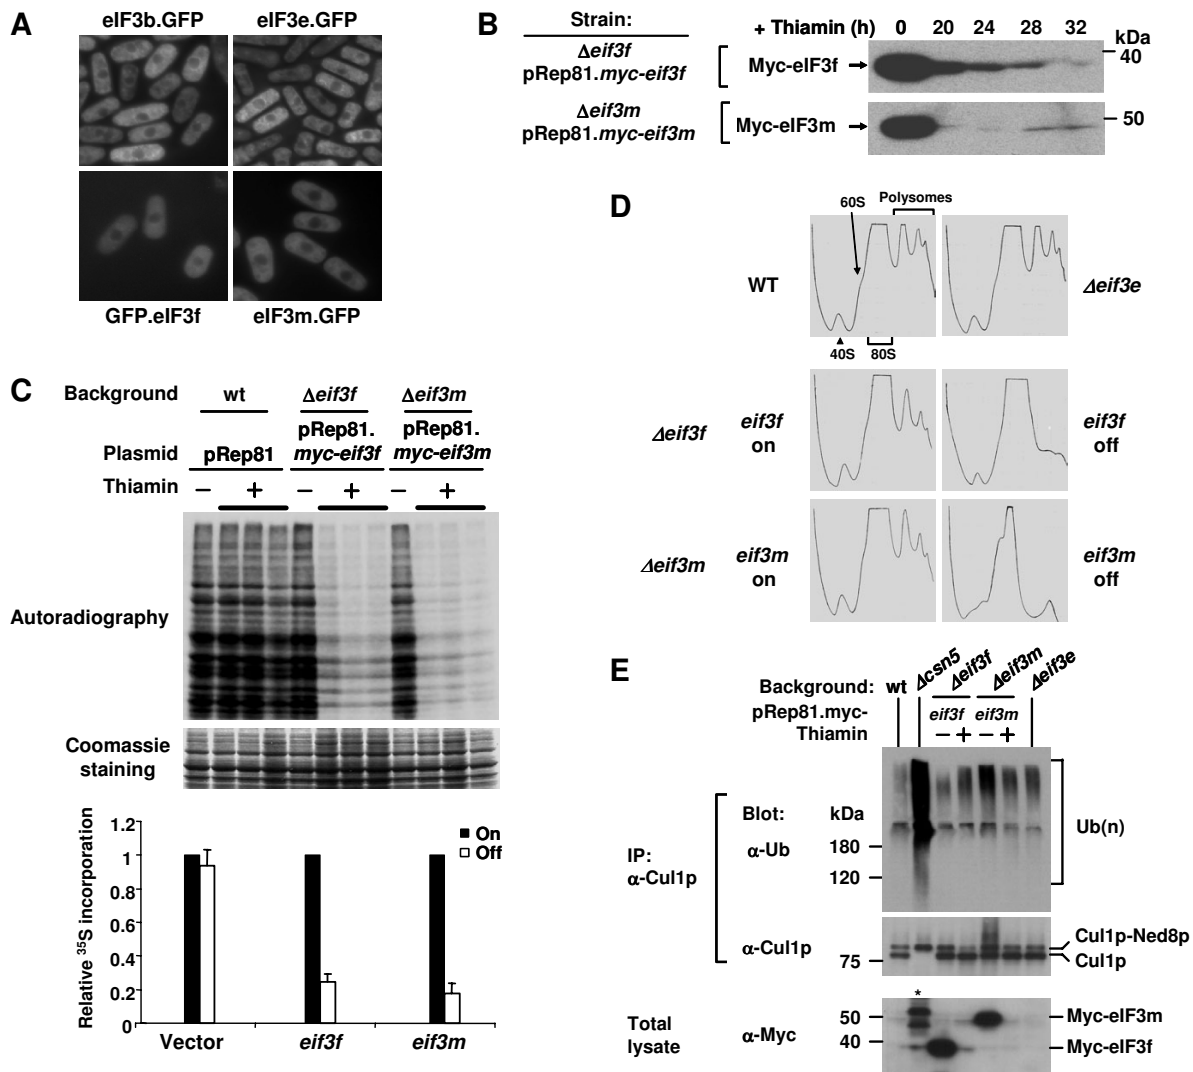 A
eIF3b.GFP eIF3e.GFP
GFP.eIF3f eIF3m.GFP
B
Strain: + Thiamin (h) 0 20 24 28 32 kDa
Δeif3f
pRep81.myc-eif3f Myc-eIF3f 40
Δeif3m
pRep81.myc-eif3m Myc-eIF3m 50
C
Background wt Δeif3f Δeif3m
Plasmid pRep81 pRep81.myc-eif3f pRep81.myc-eif3m
Thiamin − + − + − +
Autoradiography
Coomassie
staining
Relative 35S incorporation
1.2
1
0.8
0.6
0.4
0.2
0
On
Off
Vector eif3f eif3m
D
60S Polysomes
WT Δeif3e
40S 80S
Δeif3f eif3f on eif3f off
Δeif3m eif3m on eif3m off
E
Background: wt Δcsn5 Δeif3f Δeif3m Δeif3e
pRep81.myc- eif3f eif3m
Thiamin − + − +
IP:
α-Cul1p
Blot: kDa
α-Ub 180 Ub(n)
120
α-Cul1p 75 Cul1p-Ned8p
Cul1p
*
Total
lysate
α-Myc 50 Myc-eIF3m
40 Myc-eIF3f